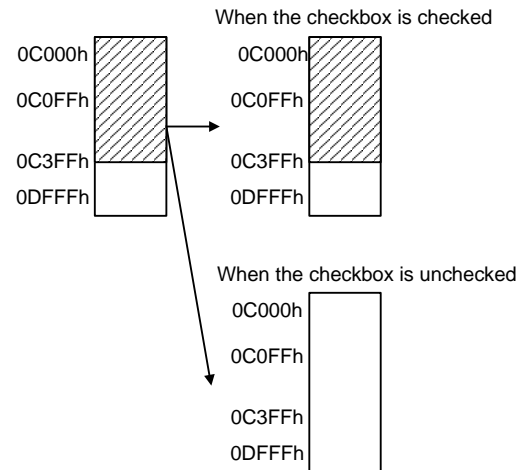 When the checkbox is checked
0C000h
0C0FFh
0C3FFh
0DFFFh
0C000h
0C0FFh
0C3FFh
0DFFFh
When the checkbox is unchecked
0C000h
0C0FFh
0C3FFh
0DFFFh